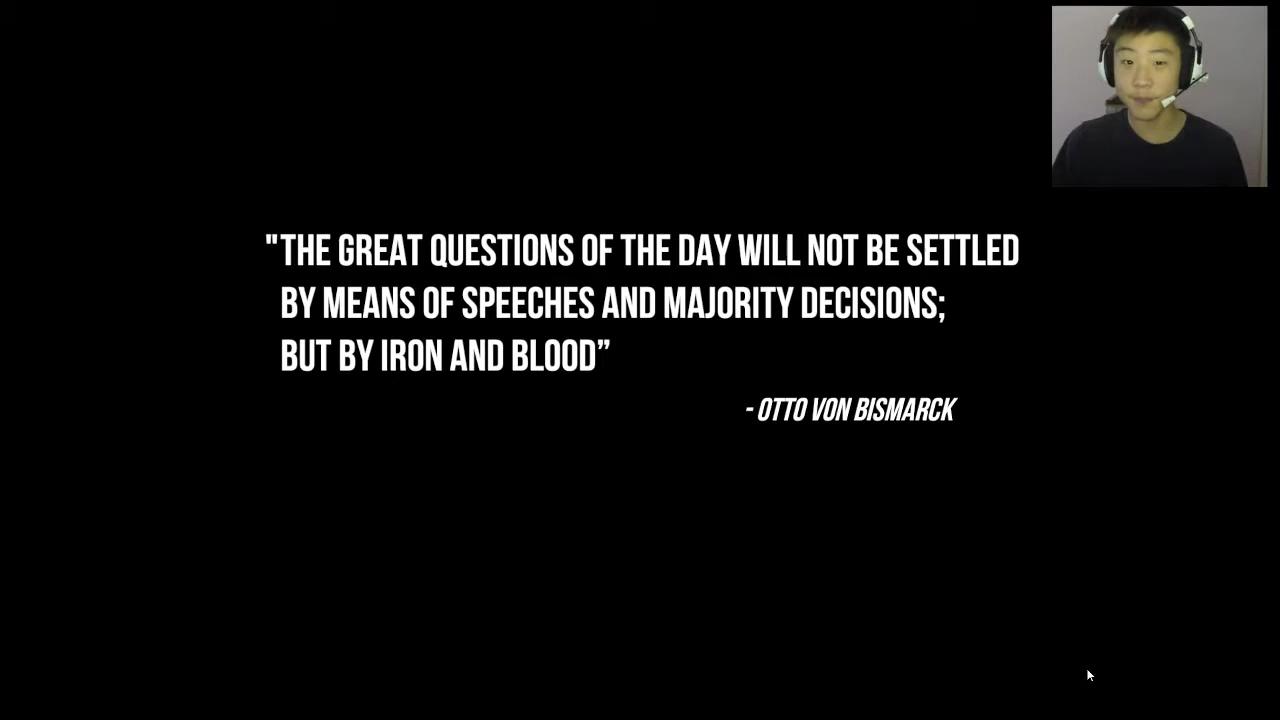 "THE GREAT QUESTIONS OF THE DAY WILL NOT BE SETTLED
BY MEANS OF SPEECHES AND MAJORITY DECISIONS;
BUT BY IRON AND BLOOD”
- OTTO VON BISMARCK